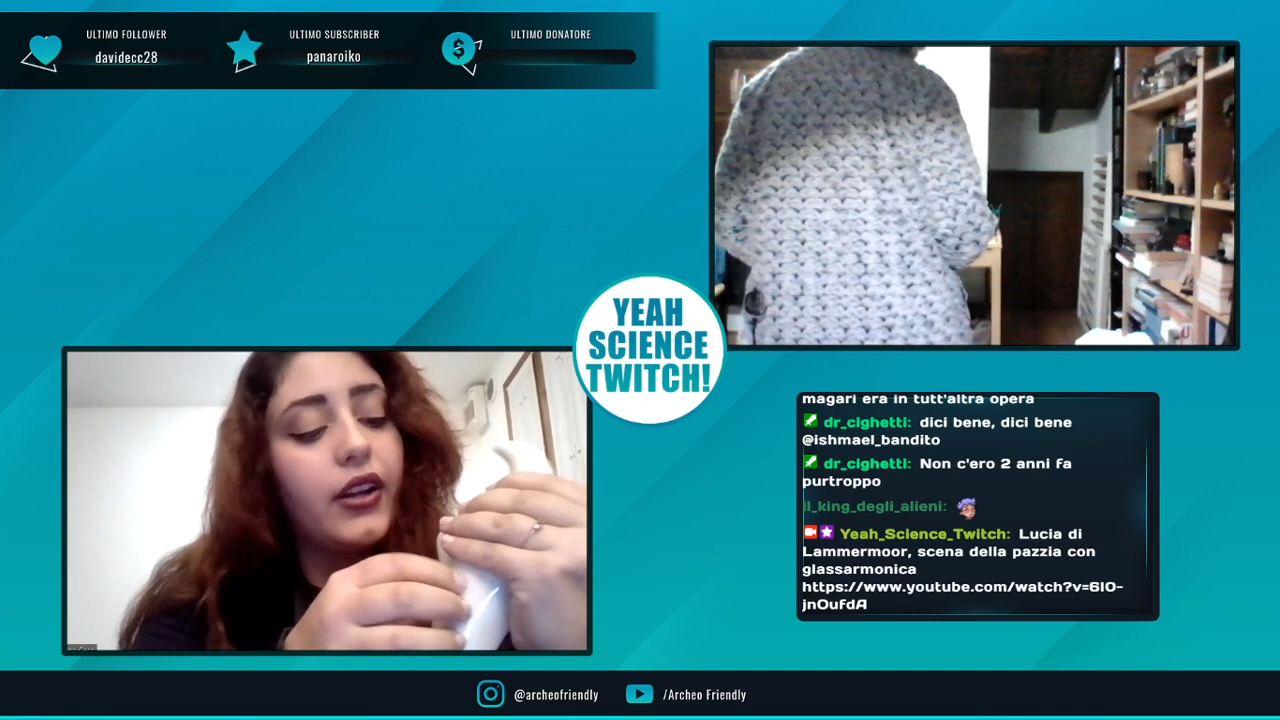 ULTIMO FOLLOWER
davidecc28
ULTIMO SUBSCRIBER
panaroiko
ULTIMO DONATORE
YEAH
SCIENCE
TWITCH!
magari era in tutt'altra opera
dr_cighetti: dici bene, dici bene
@ishmael_bandito
dr_cighetti: Non c'ero 2 anni fa
purtroppo
il_king_degli_alieni:
Yeah_Science_Twitch: Lucia di
Lammermoor, scena della pazzia con
glassarmonica
https://www.youtube.com/watch?v=6IO-
jnOufdA
@archeofriendly
/Archeo Friendly